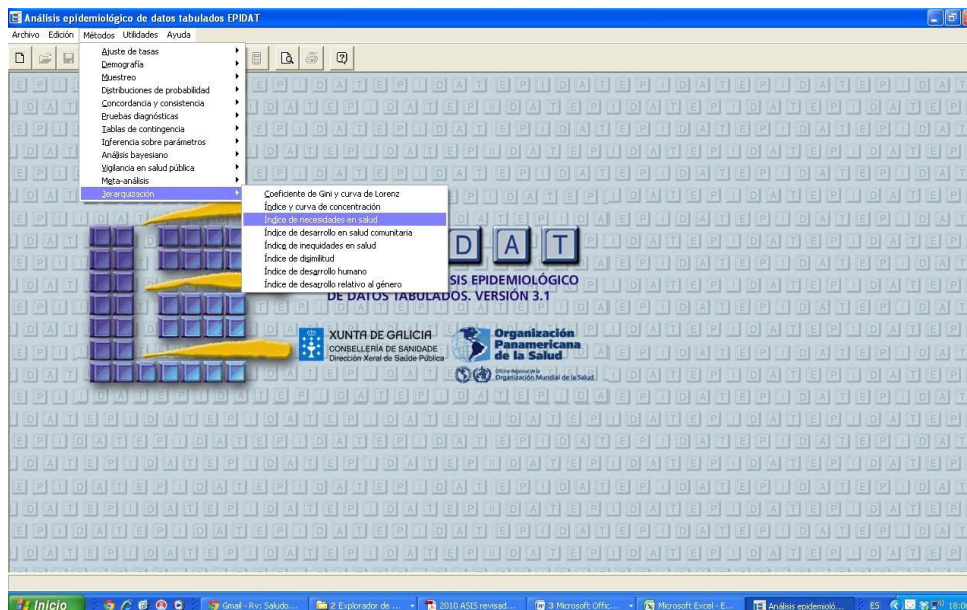 Análisis epidemiológico de datos tabulados EPIDAT
Archivo Edición Métodos Utilidades Ayuda
Ajuste de tasas
Demografía
Muestreo
Distribuciones de probabilidad
Concordancia y consistencia
Pruebas diagnósticas
Tablas de contingencia
Inferencia sobre parámetros
Análisis bayesiano
Vigilancia en salud pública
Meta-análisis
Jerarquización
Coeficiente de Gini y curva de Lorenz
Índice y curva de concentración
Índice de necesidades en salud
Índice de desarrollo en salud comunitaria
Índice de inequidades en salud
Índice de disimilitud
Índice de desarrollo humano
Índice de desarrollo relativo al género
D A T
SIS EPIDEMIOLÓGICO
DE DATOS TABULADOS. VERSIÓN 3.1
XUNTA DE GALICIA
CONSELLERÍA DE SANIDADE
Dirección Xeral de Saúde Pública
Organización
Panamericana
de la Salud
Oficina Regional de la
Organización Mundial de la Salud
Inicio Gmail - Rv: Saludo... 2 Explorador de ... 2010 ASIS revisad... 3 Microsoft Offic... Microsoft Excel - E... Análisis epidemioló... ES